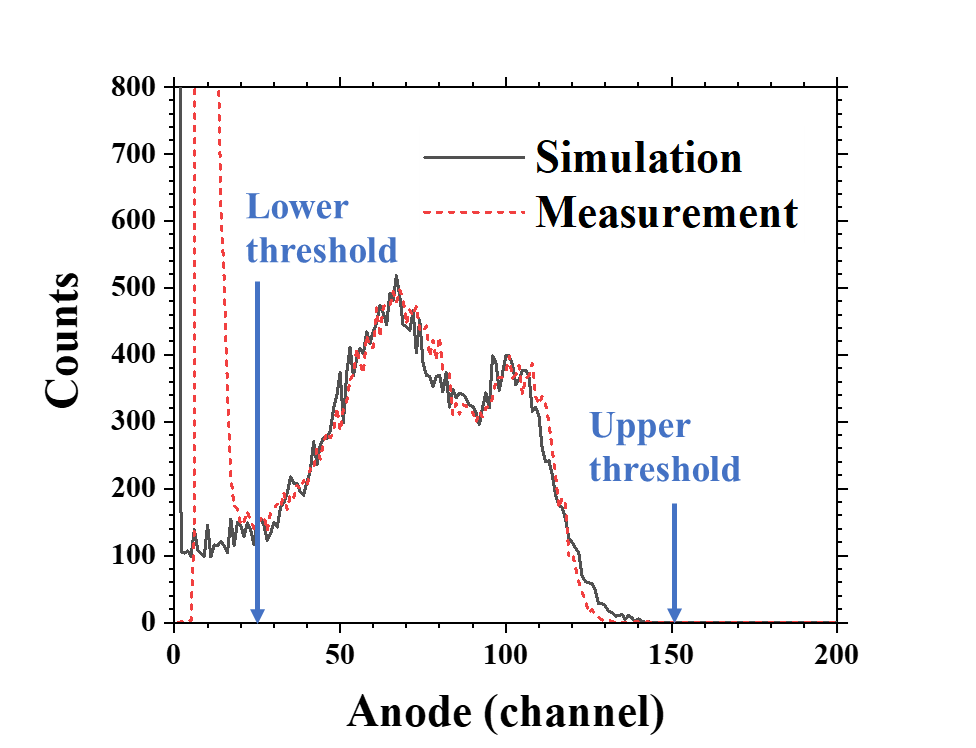 800
700
600
500
400
300
200
100
0
Counts
Simulation
Measurement
Lower
threshold
Upper
threshold
0 50 100 150 200
Anode (channel)